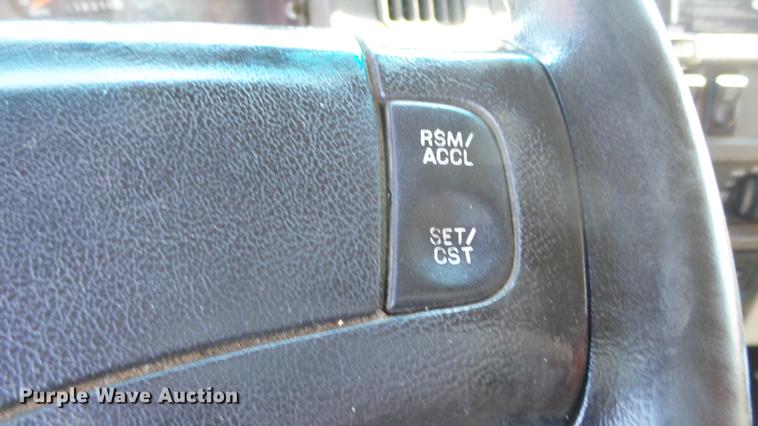 RSM/
ACCL
SET/
CST
Purple Wave Auction